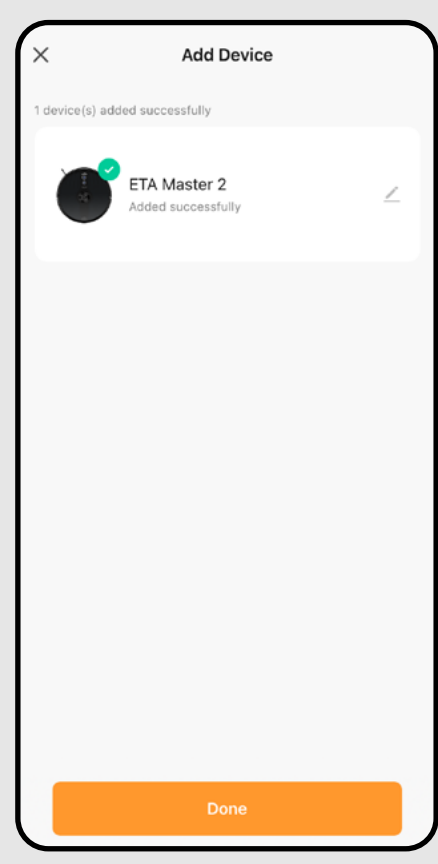 Add Device
1 device(s) added successfully
ETA Master 2
Added successfully
Done